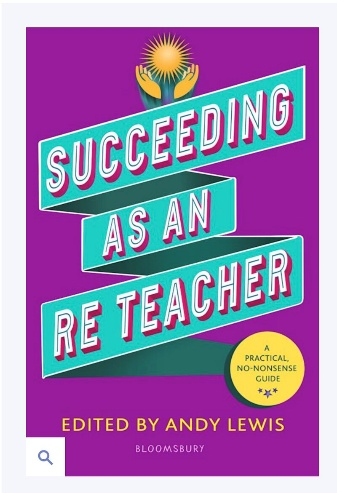 SUCCEEDING
AS AN
RE TEACHER
A
PRACTICAL,
NO-NONSENSE
GUIDE
EDITED BY ANDY LEWIS
BLOOMSBURY